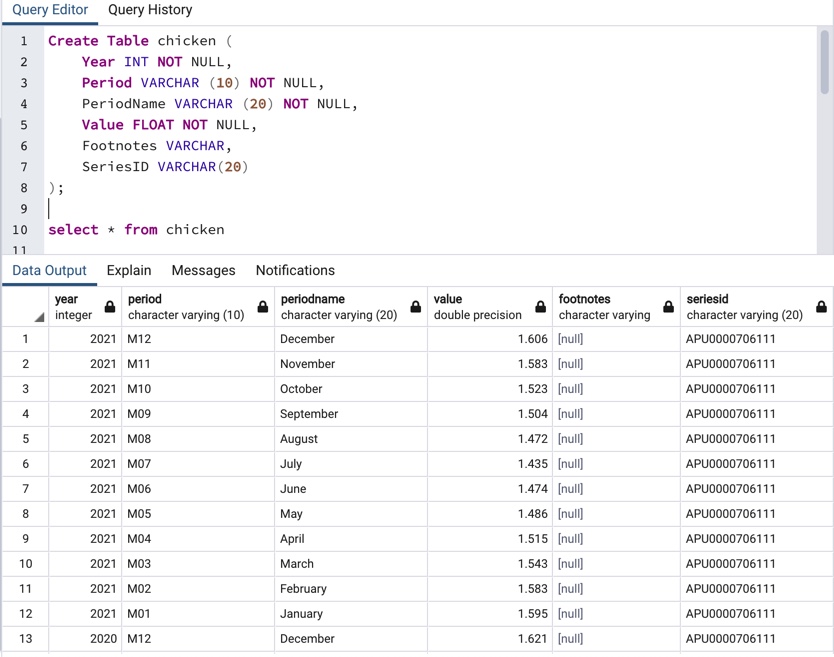 Query Editor Query History
1 Create Table chicken (
2 Year INT NOT NULL,
3 Period VARCHAR (10) NOT NULL,
4 PeriodName VARCHAR (20) NOT NULL,
5 Value FLOAT NOT NULL,
6 Footnotes VARCHAR,
7 SeriesID VARCHAR(20)
8 );
9
10 select * from chicken
11
Data Output Explain Messages Notifications
year period periodname value footnotes seriesid
integer character varying (10) character varying (20) double precision character varying character varying (20)
1 2021 M12 December 1.606 [null] APU0000706111
2 2021 M11 November 1.583 [null] APU0000706111
3 2021 M10 October 1.523 [null] APU0000706111
4 2021 M09 September 1.504 [null] APU0000706111
5 2021 M08 August 1.472 [null] APU0000706111
6 2021 M07 July 1.435 [null] APU0000706111
7 2021 M06 June 1.474 [null] APU0000706111
8 2021 M05 May 1.486 [null] APU0000706111
9 2021 M04 April 1.515 [null] APU0000706111
10 2021 M03 March 1.543 [null] APU0000706111
11 2021 M02 February 1.583 [null] APU0000706111
12 2021 M01 January 1.595 [null] APU0000706111
13 2020 M12 December 1.621 [null] APU0000706111